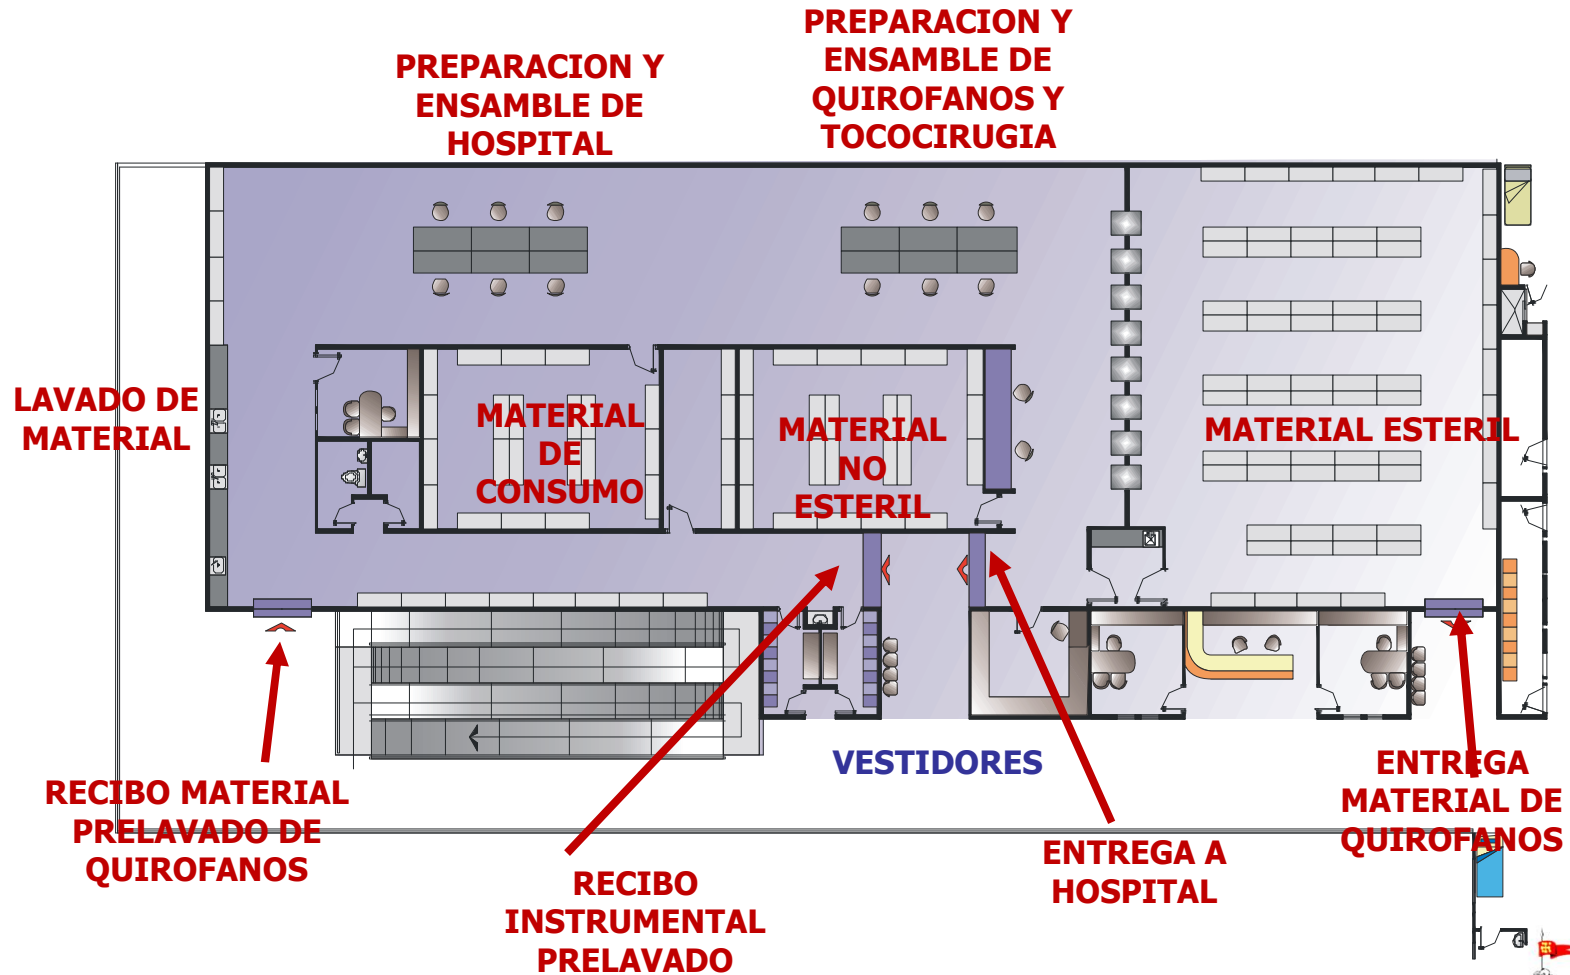 PREPARACION Y
ENSAMBLE DE
HOSPITAL
PREPARACION Y
ENSAMBLE DE
QUIROFANOS Y
TOCOCIRUGIA
LAVADO DE
MATERIAL
MATERIAL
DE
CONSUMO
MATERIAL
NO
ESTERIL
MATERIAL ESTERIL
VESTIDORES
RECIBO MATERIAL
PRELAVADO DE
QUIROFANOS
RECIBO
INSTRUMENTAL
PRELAVADO
ENTREGA A
HOSPITAL
ENTREGA
MATERIAL DE
QUIROFANOS